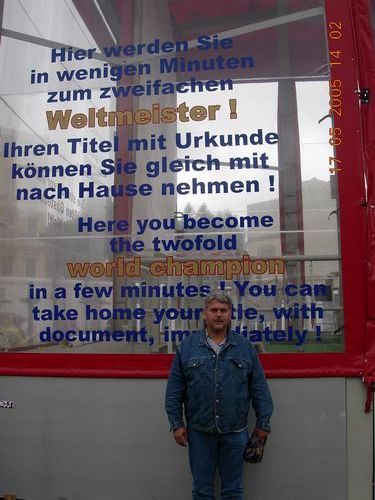 Hier werden Sie
in wenigen Minuten
zum zweifachen
Weltmeister !
Ihren Titel mit Urkunde
können Sie gleich mit
nach Hause nehmen !
Here you become
the twofold
world champion
in a few minutes ! You can
take home your with
document,
17 05 2005 14 02